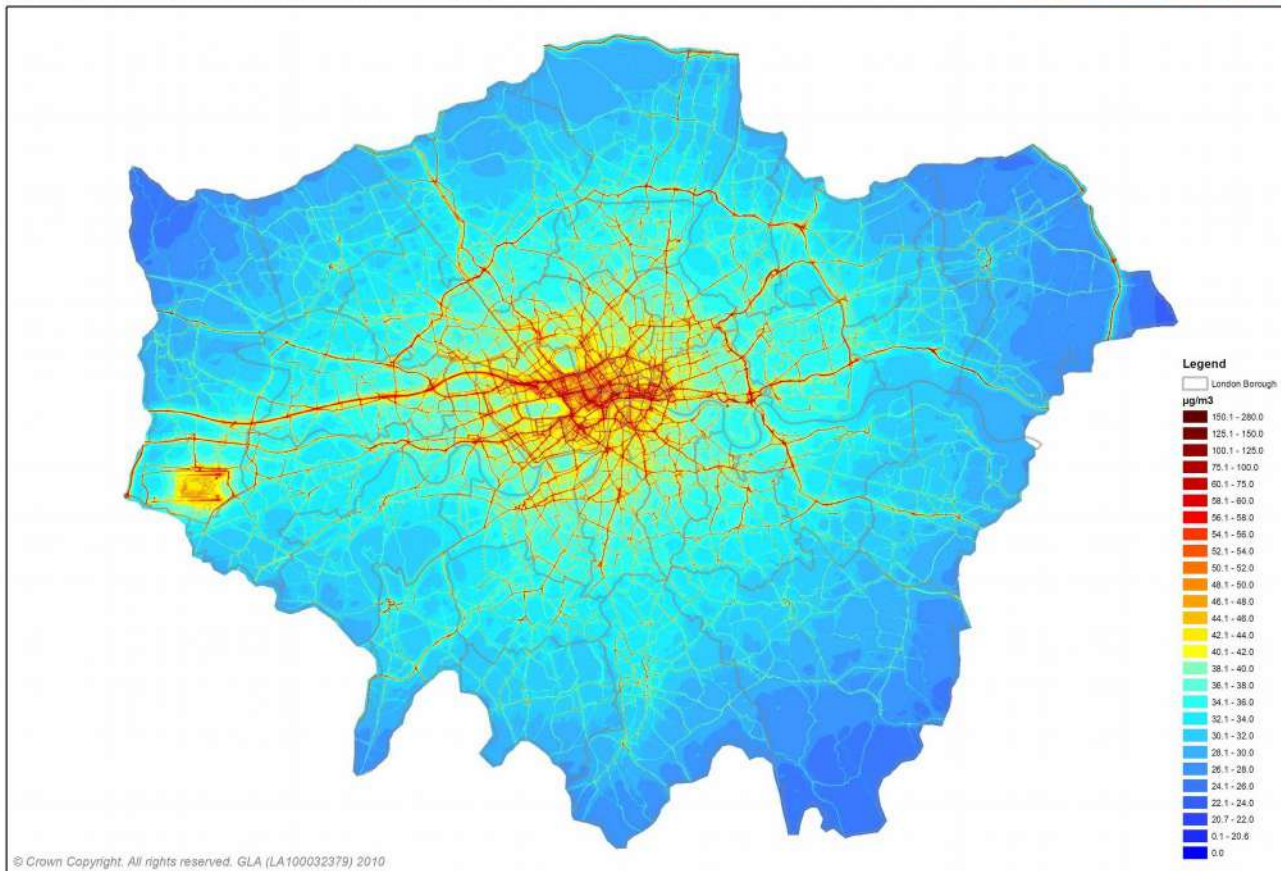 Legend
London Borough
µg/m3
150.1 - 280.0
125.1 - 150.0
100.1 - 125.0
75.1 - 100.0
60.1 - 75.0
58.1 - 60.0
56.1 - 58.0
54.1 - 56.0
52.1 - 54.0
50.1 - 52.0
48.1 - 50.0
46.1 - 48.0
44.1 - 46.0
42.1 - 44.0
40.1 - 42.0
38.1 - 40.0
36.1 - 38.0
34.1 - 36.0
32.1 - 34.0
30.1 - 32.0
28.1 - 30.0
26.1 - 28.0
24.1 - 26.0
22.1 - 24.0
20.7 - 22.0
0.1 - 20.6
0.0
© Crown Copyright. All rights reserved. GLA (LA100032379) 2010